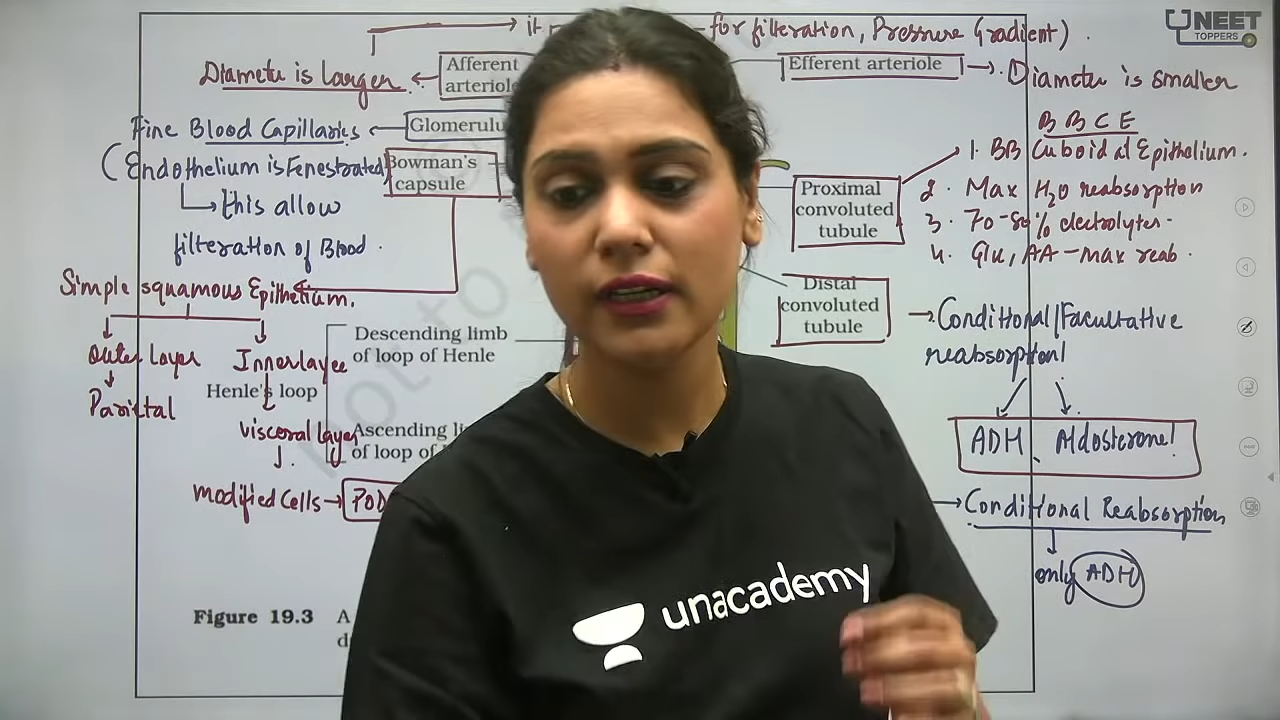 NEET
TOPPERS
for filteration, Pressure Gradient).
Diameter is larger
Afferent
arteriole
Efferent arteriole
Diameter is smaller
Fine Blood Capillaries
Glomerulu
B B C E
(Endothelium is Fenestrated)
Bowman's
capsule
1. BB Cuboidal Epithelium.
this allow
Proximal
convoluted
tubule
2. Max H₂O reabsorption
3. 70-80% electrolytes.
filteration of Blood.
4. Glu, AA - max reab.
Simple squamous Epithelium.
Distal
convoluted
tubule
Conditional/Facultative
reabsorption!
Outer layer
Inner layer
Descending limb
of loop of Henle
Henle's loop
Parietal
visceral layer
Ascending li
of loop of
ADH, Aldosterone!
modified cells
POD
Conditional Reabsorption
only ADH
Figure 19.3 A
d
unacademy